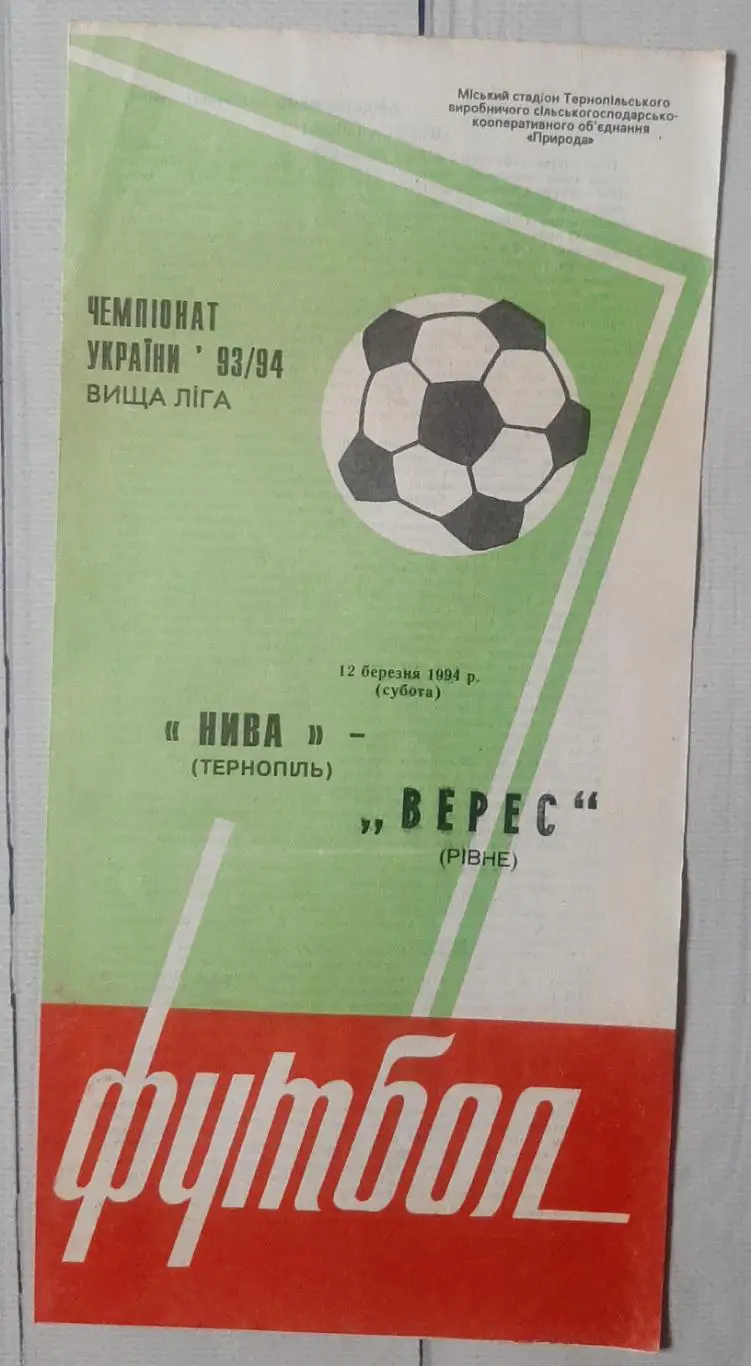 Міський стадіон Тернопільського
виробничого сільськогосподарсько-
кооперативного об'єднання
«Природа»
ЧЕМПІОНАТ
УКРАЇНИ ' 93/94
ВИЩА ЛІГА
12 березня 1994 р.
(субота)
« НИВА » –
(ТЕРНОПІЛЬ)
„ВЕРЕС“
(РІВНЕ)
футбол